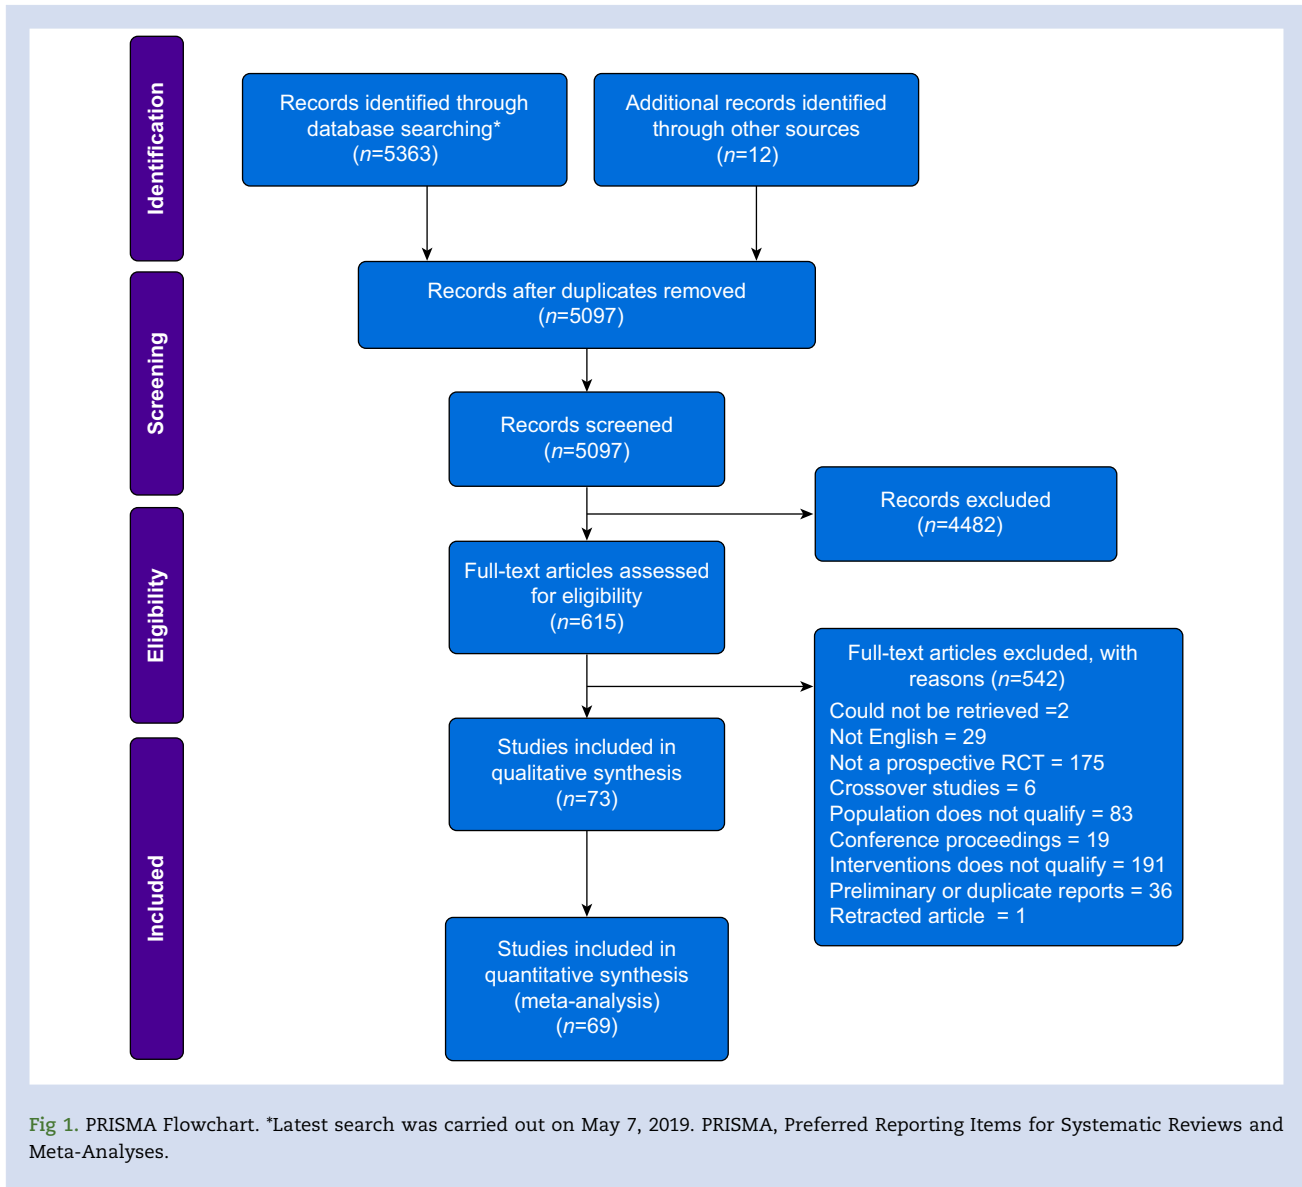 Identification
Records identified through
database searching*
(n=5363)
Additional records identified
through other sources
(n=12)
Screening
Records after duplicates removed
(n=5097)
Records screened
(n=5097)
Records excluded
(n=4482)
Eligibility
Full-text articles assessed
for eligibility
(n=615)
Full-text articles excluded, with
reasons (n=542)
Could not be retrieved =2
Not English = 29
Not a prospective RCT = 175
Crossover studies = 6
Population does not qualify = 83
Conference proceedings = 19
Interventions does not qualify = 191
Preliminary or duplicate reports = 36
Retracted article  = 1
Included
Studies included in
qualitative synthesis
(n=73)
Studies included in
quantitative synthesis
(meta-analysis)
(n=69)
Fig 1. PRISMA Flowchart. *Latest search was carried out on May 7, 2019. PRISMA, Preferred Reporting Items for Systematic Reviews and
Meta-Analyses.